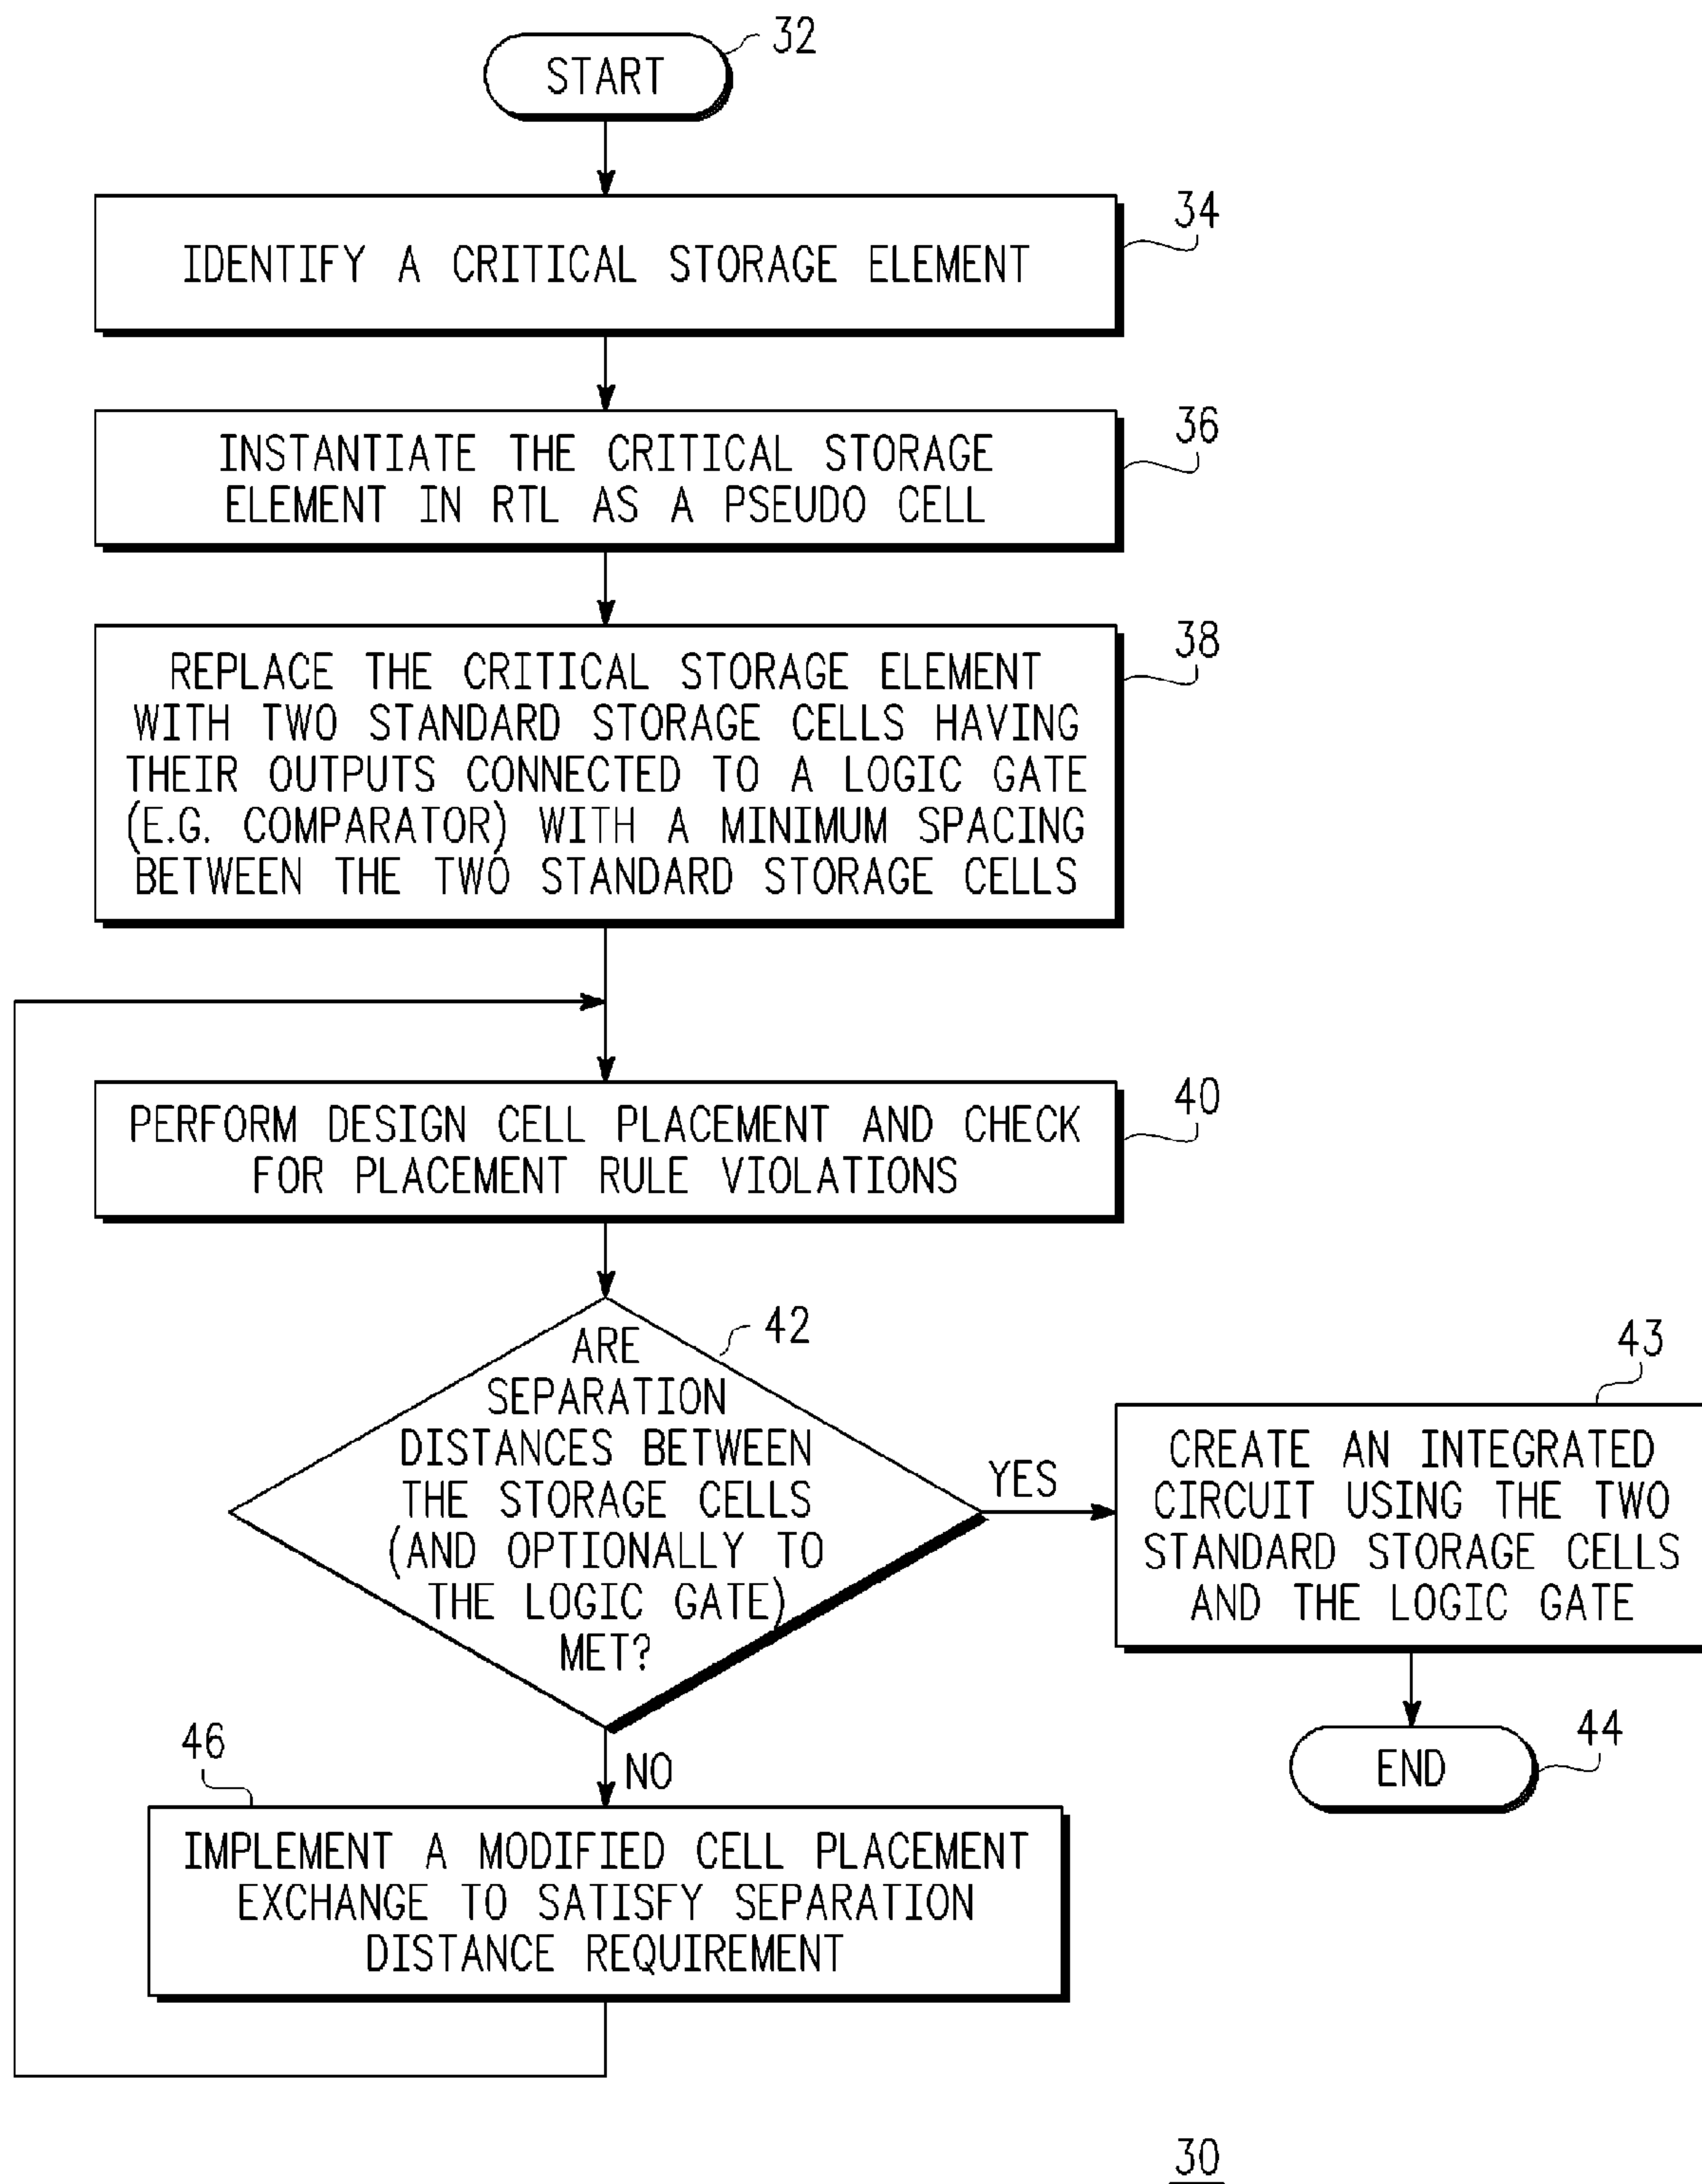 32
START
34
IDENTIFY A CRITICAL STORAGE ELEMENT
36
INSTANTIATE THE CRITICAL STORAGE
ELEMENT IN RTL AS A PSEUDO CELL
38
REPLACE THE CRITICAL STORAGE ELEMENT
WITH TWO STANDARD STORAGE CELLS HAVING
THEIR OUTPUTS CONNECTED TO A LOGIC GATE
(E.G. COMPARATOR) WITH A MINIMUM SPACING
BETWEEN THE TWO STANDARD STORAGE CELLS
40
PERFORM DESIGN CELL PLACEMENT AND CHECK
FOR PLACEMENT RULE VIOLATIONS
42
ARE
SEPARATION
DISTANCES BETWEEN
THE STORAGE CELLS
(AND OPTIONALLY TO
THE LOGIC GATE)
MET?
YES
43
CREATE AN INTEGRATED
CIRCUIT USING THE TWO
STANDARD STORAGE CELLS
AND THE LOGIC GATE
44
END
NO
46
IMPLEMENT A MODIFIED CELL PLACEMENT
EXCHANGE TO SATISFY SEPARATION
DISTANCE REQUIREMENT
30